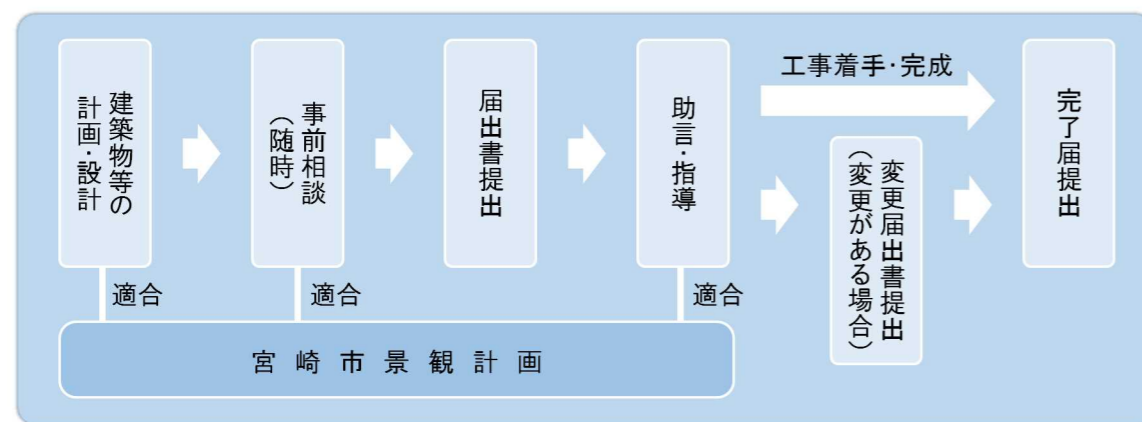 建築物等の
計画・設計
事前相談
（随時）
届出書提出
助言・指導
工事着手・完成
変更届出書提出
（変更がある場合）
完了届提出
適合
適合
適合
宮崎市景観計画